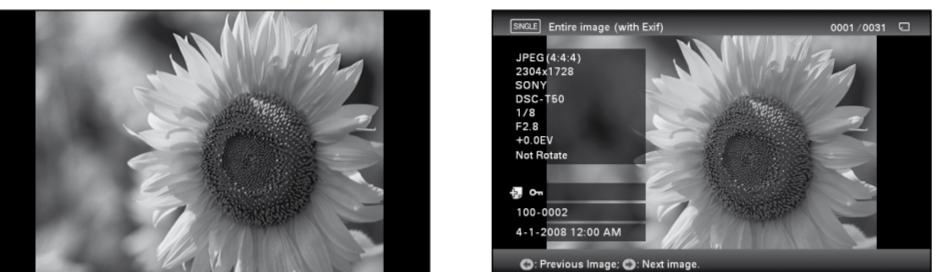 SINGLE Entire image (with Exif) 0001/0031
JPEG(4:4:4)
2304x1728
SONY
DSC-T50
1/8
F2.8
+0.0EV
Not Rotate
100-0002
4-1-2008 12:00 AM
: Previous Image; : Next image.